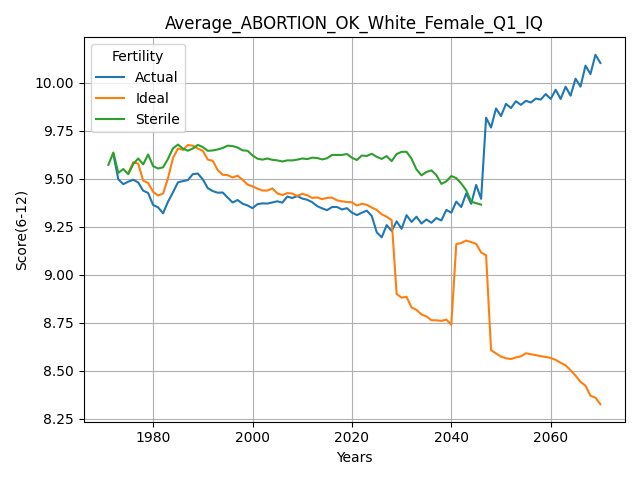 Average_ABORTION_OK_White_Female_Q1_IQ
Fertility
Actual
Ideal
Sterile
Score(6-12)
10.00
9.75
9.50
9.25
9.00
8.75
8.50
8.25
1980 2000 2020 2040 2060
Years